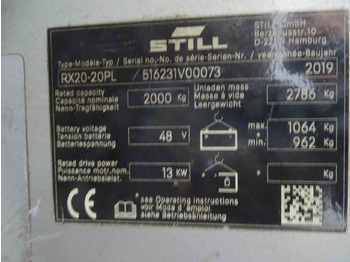 STILL
STILL GmbH
Berzeliusstr.10
D-22113 Hamburg
Type-Modèle-Typ / Serial no.-No. de série-Serien-Nr. / year-année-Baujahr
RX20-20PL / 516231V00073 2019
Rated capacity
Capacité nominale 2000 Kg
Nenn-Tragfähigkeit
Unladen mass
Masse à vide 2786 Kg
Leergewicht
Battery voltage
Tension batterie 48 V
Batteriespannung
max. 1064 Kg
min. 962 Kg
Rated drive power
Puissance motr.nom. 13 KW
Nenn-Antriebsleist.
* Kg
CE
* see Operating instructions
voir Mode d'emploi
siehe Betriebsanleitung